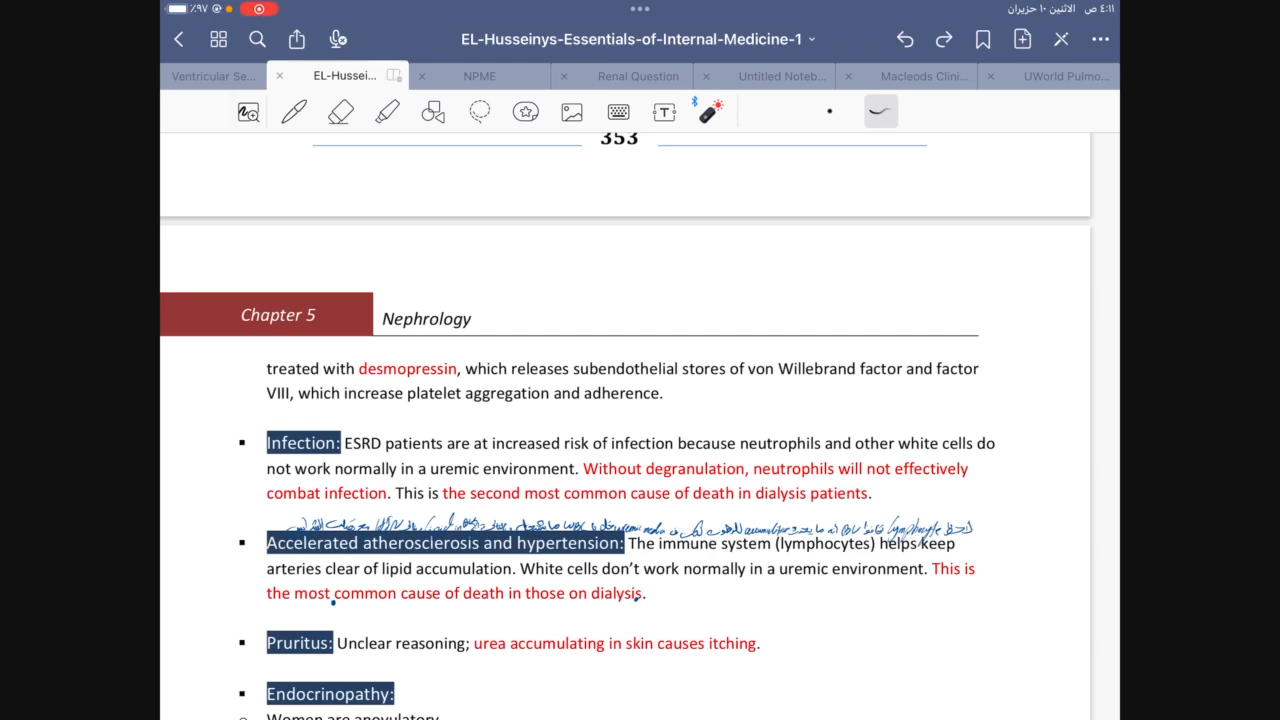 ٪٩٧
٤:١١ ص الاثنين ١٠ حزيران
EL-Husseinys-Essentials-of-Internal-Medicine-1
Ventricular Se...
EL-Hussei...
NPME
Renal Question
Untitled Noteb...
Macleods Clini...
UWorld Pulmo...
353
Chapter 5
Nephrology
treated with desmopressin, which releases subendothelial stores of von Willebrand factor and factor
VIII, which increase platelet aggregation and adherence.
▪ Infection: ESRD patients are at increased risk of infection because neutrophils and other white cells do
not work normally in a uremic environment. Without degranulation, neutrophils will not effectively
combat infection. This is the second most common cause of death in dialysis patients.
▪ Accelerated atherosclerosis and hypertension: The immune system (lymphocytes) helps keep
arteries clear of lipid accumulation. White cells don’t work normally in a uremic environment. This is
the most common cause of death in those on dialysis.
▪ Pruritus: Unclear reasoning; urea accumulating in skin causes itching.
▪ Endocrinopathy:
o Women are anovulatory